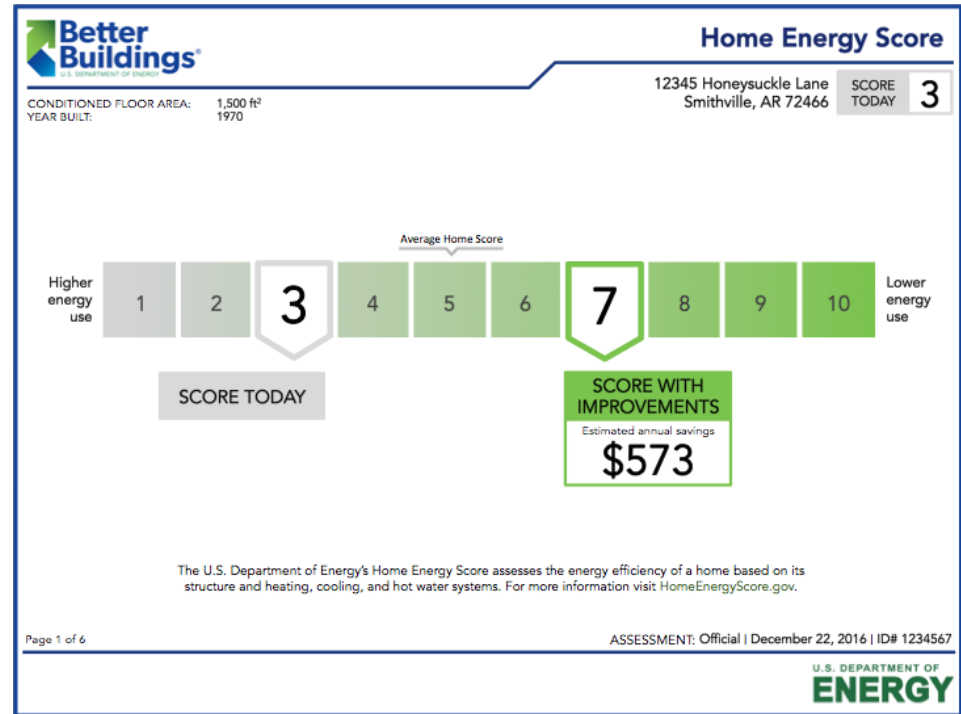 Better
Buildings®
U.S. DEPARTMENT OF ENERGY
Home Energy Score
12345 Honeysuckle Lane
Smithville, AR 72466
SCORE
TODAY
3
CONDITIONED FLOOR AREA: 1,500 ft²
YEAR BUILT: 1970
Average Home Score
Higher
energy
use
1 2 3 4 5 6 7 8 9 10
Lower
energy
use
SCORE TODAY
SCORE WITH
IMPROVEMENTS
Estimated annual savings
$573
The U.S. Department of Energy's Home Energy Score assesses the energy efficiency of a home based on its
structure and heating, cooling, and hot water systems. For more information visit HomeEnergyScore.gov.
Page 1 of 6
ASSESSMENT: Official | December 22, 2016 | ID# 1234567
U.S. DEPARTMENT OF
ENERGY